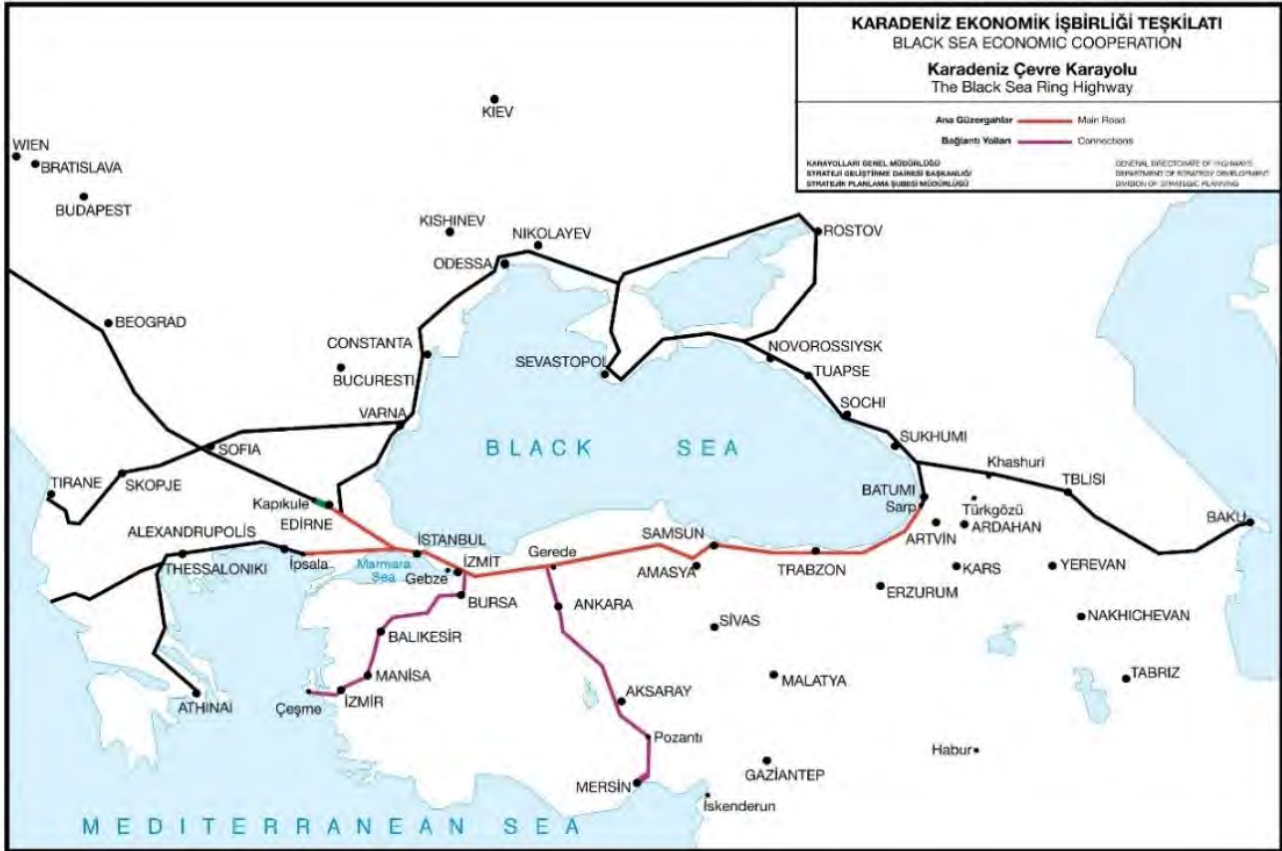 KARADENİZ EKONOMİK İŞBİRLİĞİ TEŞKİLATI
BLACK SEA ECONOMIC COOPERATION
Karadeniz Çevre Karayolu
The Black Sea Ring Highway
Ana Güzergahlar Main Road
Bağlantı Yolları Connections
KARAYOLLARI GENEL MÜDÜRLÜĞÜ GENERAL DIRECTORATE OF HIGHWAYS
STRATEJİ GELİŞTİRME DAİRESİ BAŞKANLIĞI DEPARTMENT OF STRATEGY DEVELOPMENT
STRATEJİK PLANLAMA ŞUBESİ MÜDÜRLÜĞÜ DIVISION OF STRATEGIC PLANNING
KIEV
WIEN
BRATISLAVA
BUDAPEST
KISHINEV
NIKOLAYEV
ROSTOV
ODESSA
BEOGRAD
CONSTANTA
BUCURESTI
SEVASTOPOL
NOVOROSSIYSK
TUAPSE
VARNA
SOCHI
SOFIA
BLACK SEA
SUKHUMI
TIRANE
SKOPJE
Khashuri
TBLISI
Kapıkule
EDİRNE
BATUMI
Sarp
Türkgözü
ARDAHAN
BAKU
ALEXANDRUPOLİS
İSTANBUL
SAMSUN
ARTVİN
THESSALONIKI
İpsala
Marmara
Sea
Gebze
İZMİT
Gerede
AMASYA
TRABZON
KARS
YEREVAN
ERZURUM
BURSA
ANKARA
SİVAS
NAKHICHEVAN
BALIKESİR
MANİSA
MALATYA
TABRIZ
ATHINAI
Çeşme
İZMİR
AKSARAY
Pozantı
Habur
GAZİANTEP
MERSİN
İskenderun
MEDITERRANEAN SEA